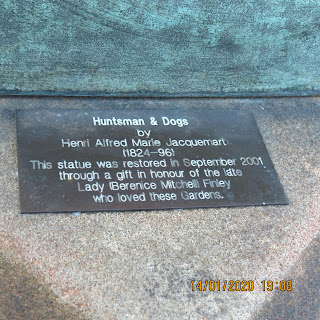 Huntsman & Dogs
by
Henri Alfred Marie Jacquemart
(1824-96)
This statue was restored in September 2001
through a gift in honour of the late
Lady (Berenice Mitchell) Finley
who loved these Gardens.
14/01/2020 19:08